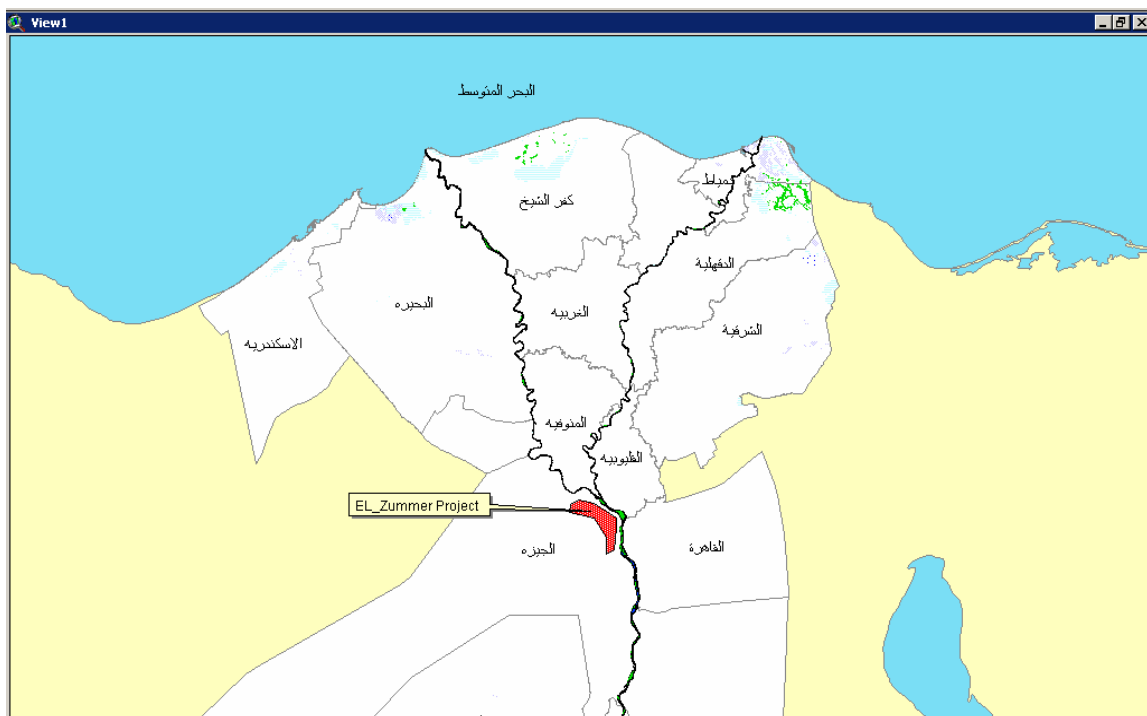 View1
البحر المتوسط
دمياط
كفر الشيخ
الدقهلية
البحيره
الغربيه
الشرقية
الاسكندريه
المنوفيه
القليوبيه
EL_Zummer Project
الجيزه
القاهرة